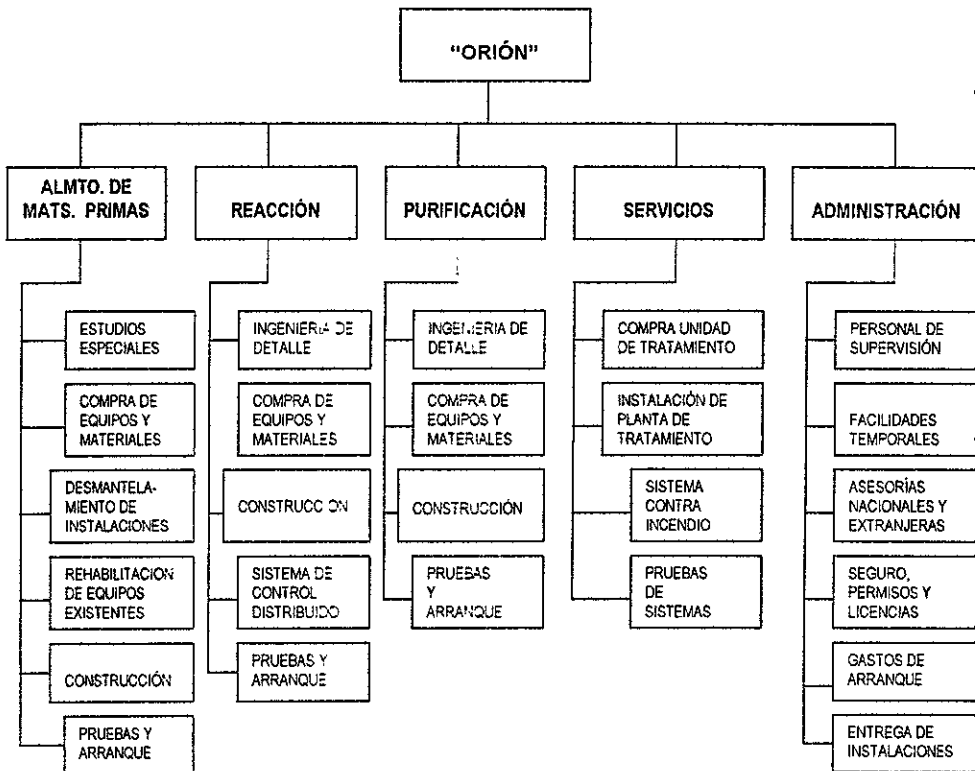 “ORIÓN”
ALMTO. DE
MATS. PRIMAS
REACCIÓN
PURIFICACIÓN
SERVICIOS
ADMINISTRACIÓN
ESTUDIOS
ESPECIALES
COMPRA DE
EQUIPOS Y
MATERIALES
DESMANTELA-
MIENTO DE
INSTALACIONES
REHABILITACION
DE EQUIPOS
EXISTENTES
CONSTRUCCIÓN
PRUEBAS Y
ARRANQUE
INGENIERIA DE
DETALLE
COMPRA DE
EQUIPOS Y
MATERIALES
CONSTRUCCION
SISTEMA DE
CONTROL
DISTRIBUIDO
PRUEBAS Y
ARRANQUE
INGENIERIA DE
DETALLE
COMPRA DE
EQUIPOS Y
MATERIALES
CONSTRUCCIÓN
PRUEBAS
Y
ARRANQUE
COMPRA UNIDAD
DE TRATAMIENTO
INSTALACIÓN DE
PLANTA DE
TRATAMIENTO
SISTEMA
CONTRA
INCENDIO
PRUEBAS
DE
SISTEMAS
PERSONAL DE
SUPERVISIÓN
FACILIDADES
TEMPORALES
ASESORÍAS
NACIONALES Y
EXTRANJERAS
SEGURO,
PERMISOS Y
LICENCIAS
GASTOS DE
ARRANQUE
ENTREGA DE
INSTALACIONES